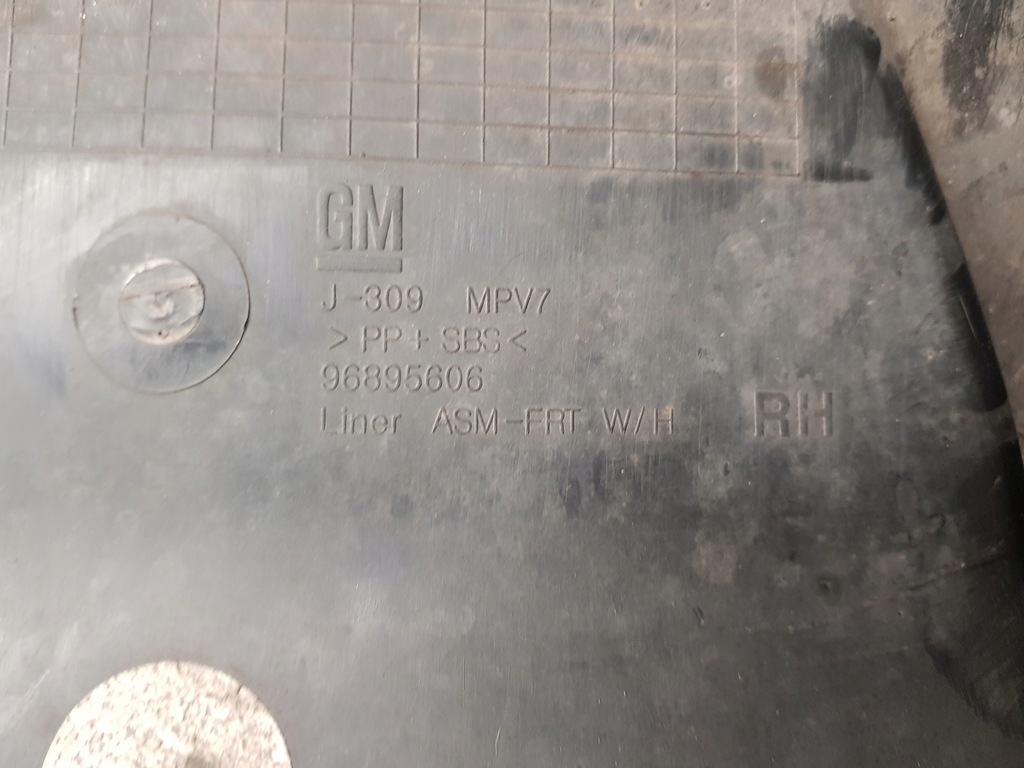 GM
J-309 MPV7
>PP+SBS<
96895606
Liner ASM-FRT W/H RH